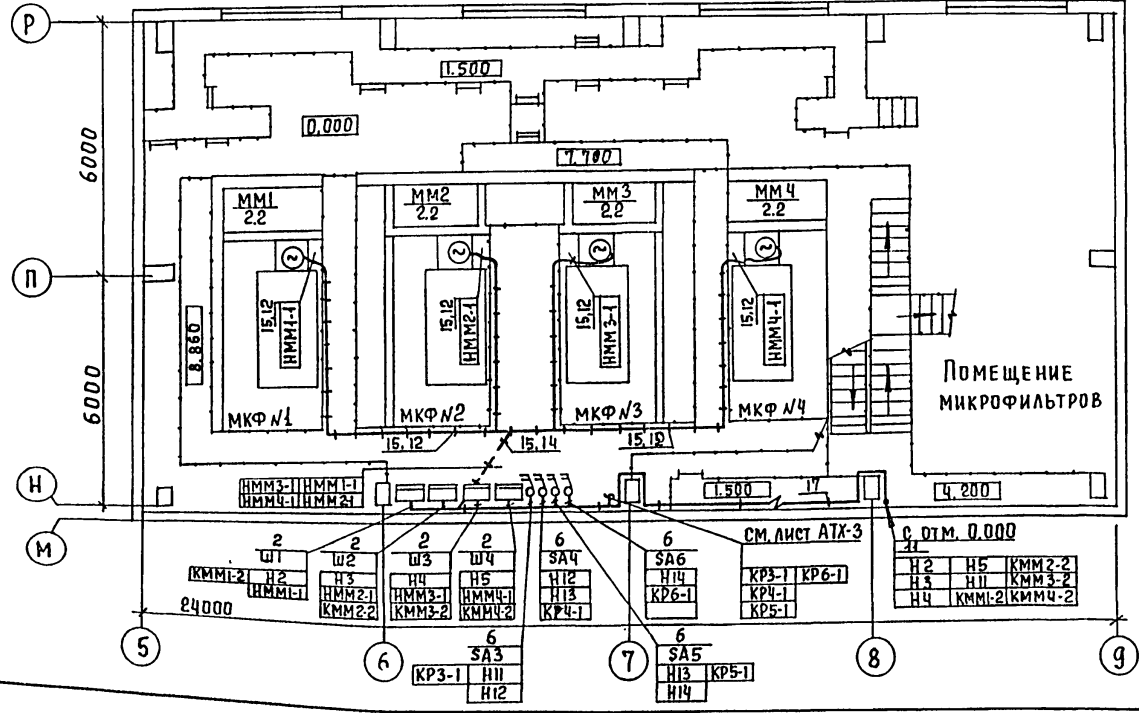 Р
6000
6000
П
Н
М
1.500
0,000
7.700
ММ1
2.2
ММ2
2.2
ММ3
2.2
ММ4
2.2
8.860
15,12
НММ1-1
15,12
НММ2-1
15,12
НММ3-1
15,12
НММ4-1
МКФ №1
МКФ №2
МКФ №3
МКФ №4
ПОМЕЩЕНИЕ
МИКРОФИЛЬТРОВ
15,12
15,14
15,12
НММ3-1 НММ1-1
НММ4-1 НММ2-1
1.500
17
4.200
2
Ш1
КММ1-2 Н2
НММ1-1
2
Ш2
Н3
НММ2-1
КММ2-2
2
Ш3
Н4
НММ3-1
КММ3-2
2
Ш4
Н5
НММ4-1
КММ4-2
6
SA4
Н12
Н13
КР4-1
6
SA6
Н14
КР6-1
СМ. ЛИСТ АТХ-3
КР3-1 КР6-1
КР4-1
КР5-1
С ОТМ. 0.000
11
Н2 Н5 КММ2-2
Н3 Н11 КММ3-2
Н4 КММ1-2 КММ4-2
24000
6
SA3
КР3-1 Н11
Н12
6
SA5
Н13 КР5-1
Н14
5
6
7
8
9